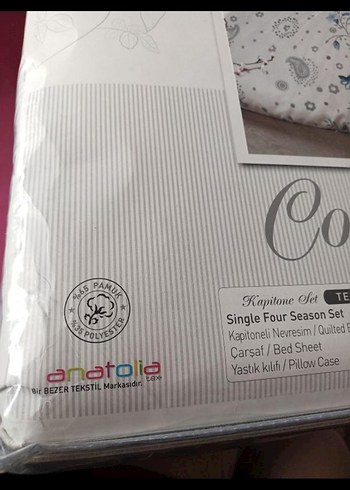 Co
Kapitone Set TE
Single Four Season Set
Kapitoneli Nevresim / Quilted
Çarşaf / Bed Sheet
Yastık kılıfı / Pillow Case
%65 PAMUK
%35 POLYESTER
anatolia
tex
Bir BEZER TEKSTİL Markasıdır.